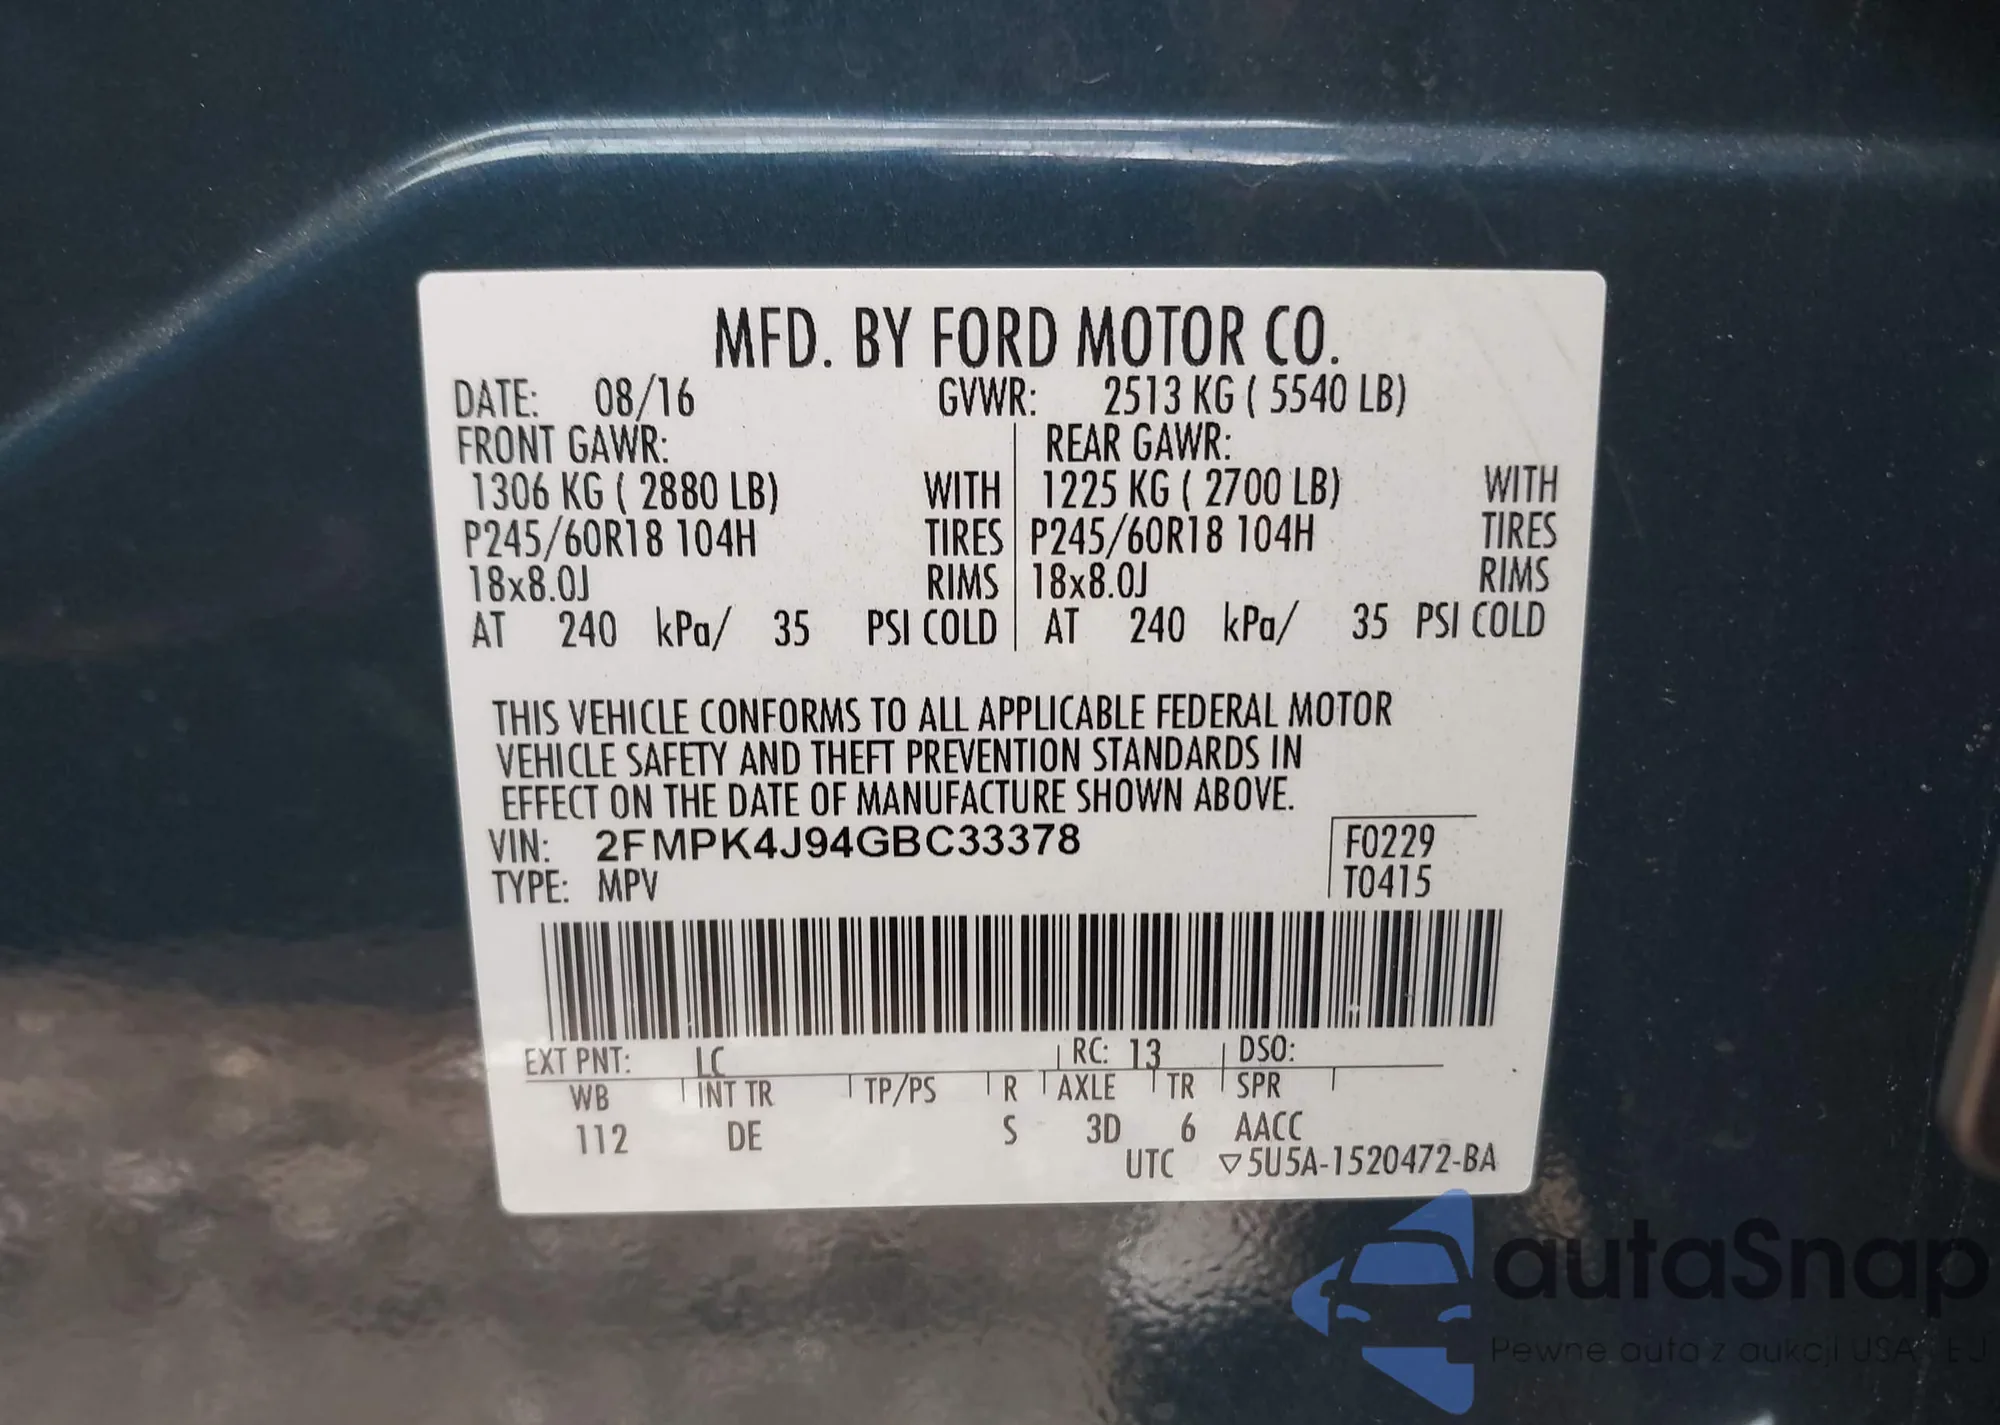 MFD. BY FORD MOTOR CO.
DATE: 08/16 GVWR: 2513 KG ( 5540 LB)
FRONT GAWR: REAR GAWR:
1306 KG ( 2880 LB) WITH 1225 KG ( 2700 LB) WITH
P245/60R18 104H TIRES P245/60R18 104H TIRES
18x8.0J RIMS 18x8.0J RIMS
AT 240 kPa/ 35 PSI COLD AT 240 kPa/ 35 PSI COLD
THIS VEHICLE CONFORMS TO ALL APPLICABLE FEDERAL MOTOR
VEHICLE SAFETY AND THEFT PREVENTION STANDARDS IN
EFFECT ON THE DATE OF MANUFACTURE SHOWN ABOVE.
VIN: 2FMPK4J94GBC33378 F0229
TYPE: MPV T0415
EXT PNT: LC RC: 13 DSO:
WB INT TR TP/PS R AXLE TR SPR
112 DE S 3D 6 AACC
UTC ▽5U5A-1520472-BA
autaSnap
Pewne auta z aukcji USA i EU